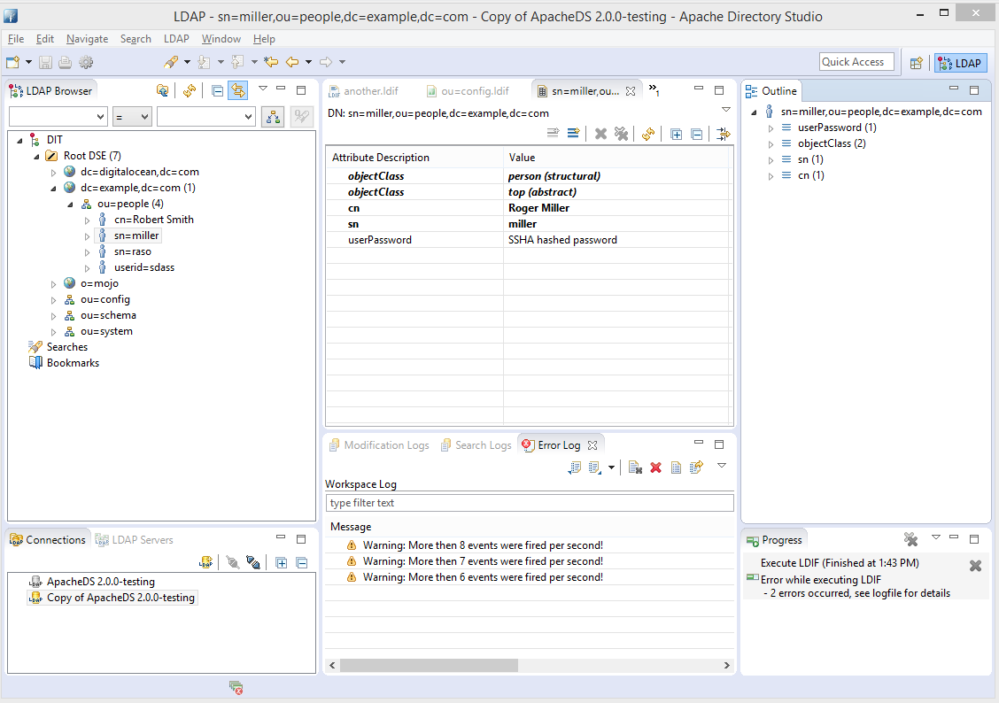 LDAP - sn=miller,ou=people,dc=example,dc=com - Copy of ApacheDS 2.0.0-testing - Apache Directory Studio
File Edit Navigate Search LDAP Window Help
Quick Access
LDAP
LDAP Browser
=
DIT
Root DSE (7)
dc=digitalocean,dc=com
dc=example,dc=com (1)
ou=people (4)
cn=Robert Smith
sn=miller
sn=raso
userid=sdass
o=mojo
ou=config
ou=schema
ou=system
Searches
Bookmarks
another.ldif ou=config.ldif sn=miller,ou... »1
DN: sn=miller,ou=people,dc=example,dc=com
Attribute Description Value
objectClass person (structural)
objectClass top (abstract)
cn Roger Miller
sn miller
userPassword SSHA hashed password
Outline
sn=miller,ou=people,dc=example,dc=com
userPassword (1)
objectClass (2)
sn (1)
cn (1)
Connections LDAP Servers
LDAP
ApacheDS 2.0.0-testing
Copy of ApacheDS 2.0.0-testing
Modification Logs Search Logs Error Log
Workspace Log
type filter text
Message
Warning: More then 8 events were fired per second!
Warning: More then 7 events were fired per second!
Warning: More then 6 events were fired per second!
Progress
Execute LDIF (Finished at 1:43 PM)
Error while executing LDIF
- 2 errors occurred, see logfile for details